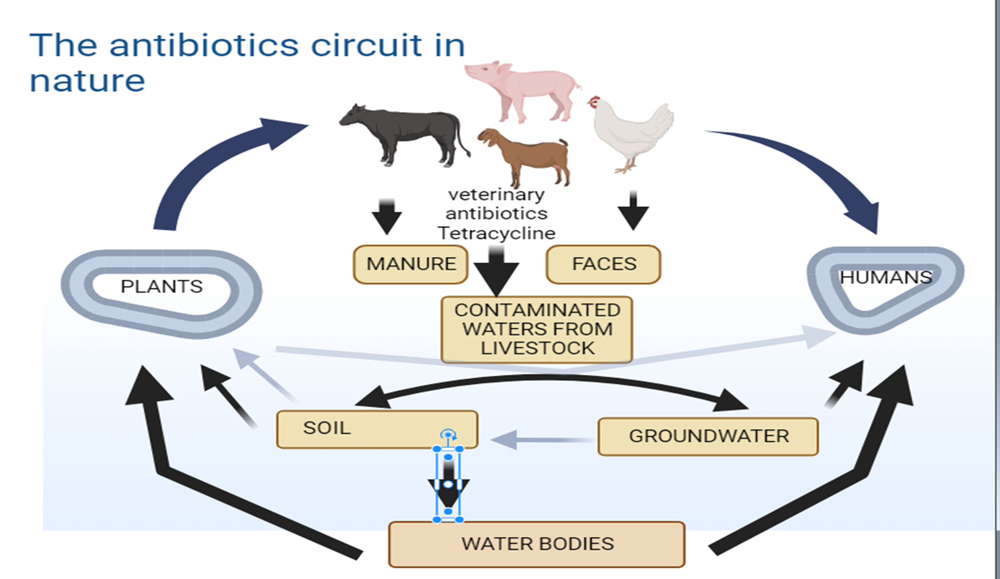 The antibiotics circuit in
nature
veterinary
antibiotics
Tetracycline
MANURE
FACES
PLANTS
HUMANS
CONTAMINATED
WATERS FROM
LIVESTOCK
SOIL
GROUNDWATER
WATER BODIES